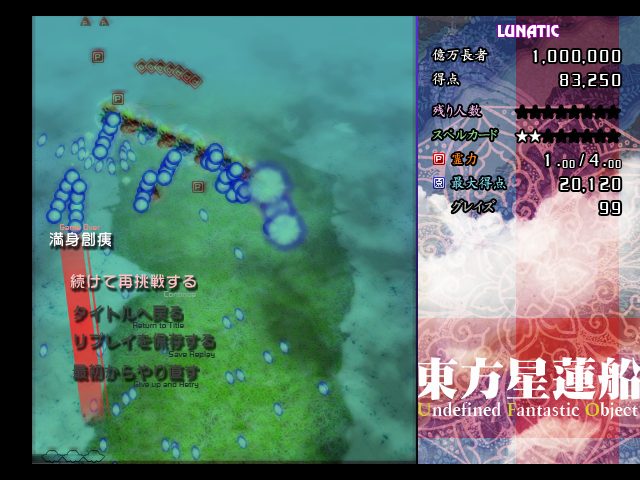 LUNATIC
億万長者 1,000,000
得点 83,250
残り人数
スペルカード
P 霊力 1.00/4.00
点 最大得点 20,120
グレイズ 99
P
P
P
Game Over
満身創痍
続けて再挑戦する
Continue
タイトルへ戻る
Return to Title
リプレイを保存する
Save Replay
最初からやり直す
Give up and Retry
東方星蓮船
Undefined Fantastic Object